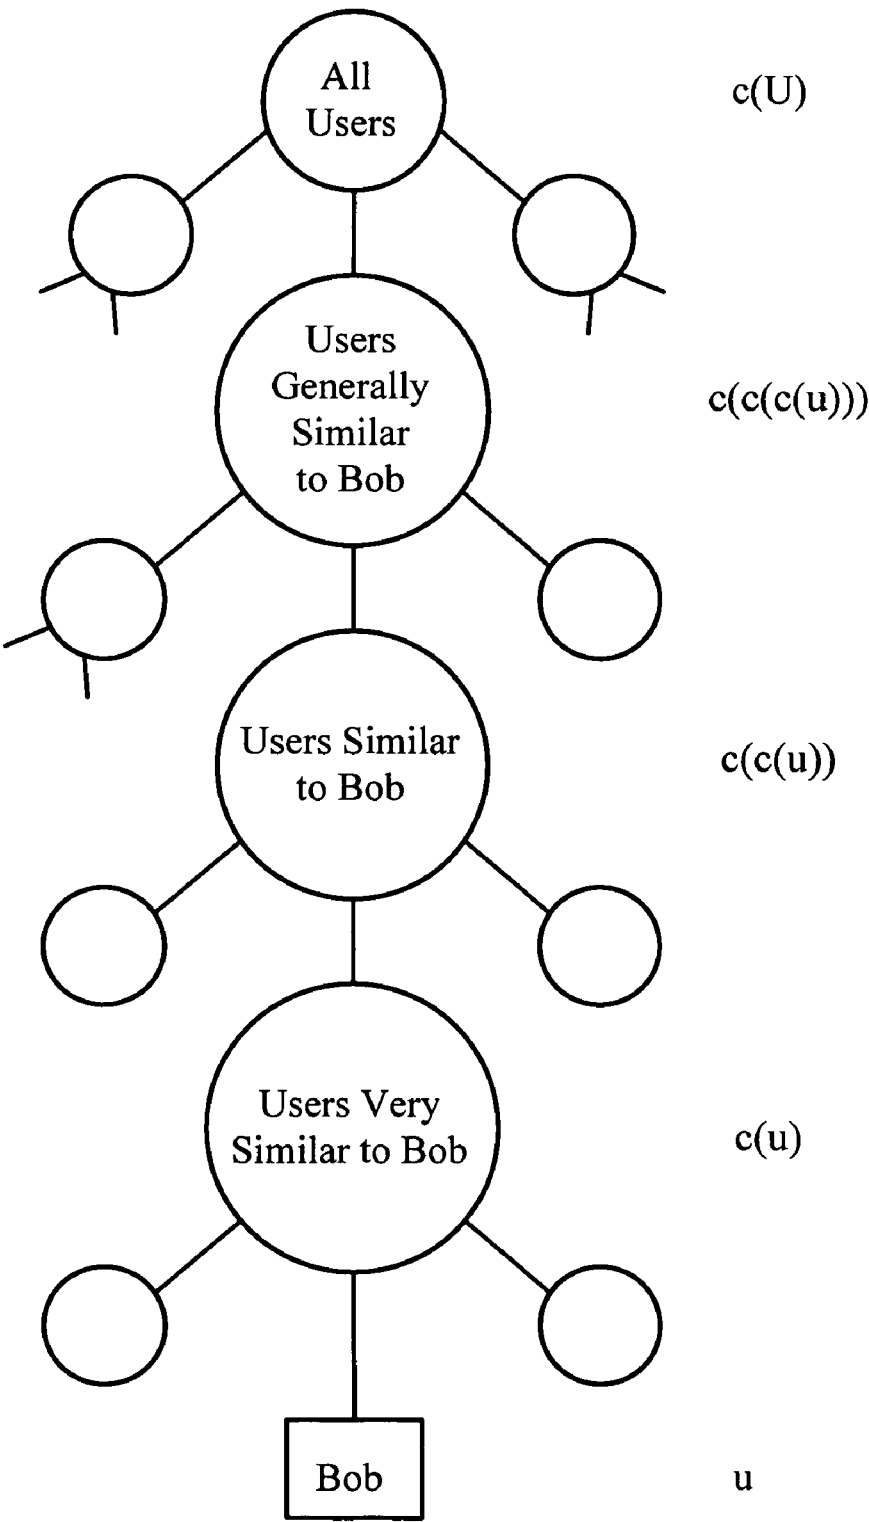 All
Users
c(U)
Users
Generally
Similar
to Bob
c(c(c(u)))
Users Similar
to Bob
c(c(u))
Users Very
Similar to Bob
c(u)
Bob
u